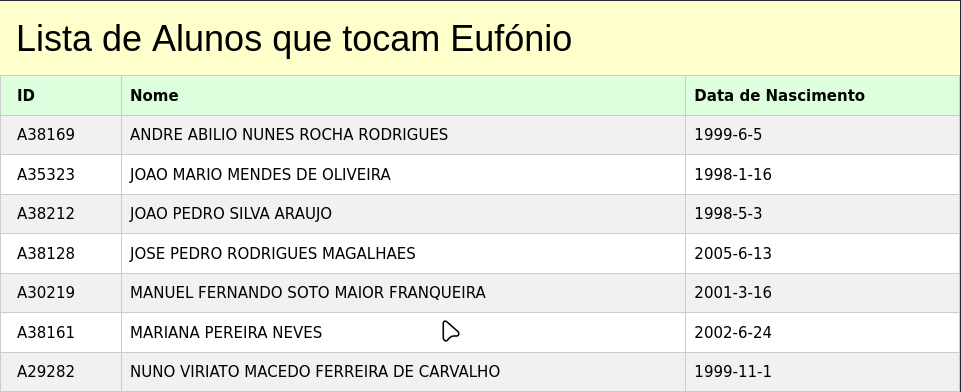 Lista de Alunos que tocam Eufónio
ID Nome Data de Nascimento
A38169 ANDRE ABILIO NUNES ROCHA RODRIGUES 1999-6-5
A35323 JOAO MARIO MENDES DE OLIVEIRA 1998-1-16
A38212 JOAO PEDRO SILVA ARAUJO 1998-5-3
A38128 JOSE PEDRO RODRIGUES MAGALHAES 2005-6-13
A30219 MANUEL FERNANDO SOTO MAIOR FRANQUEIRA 2001-3-16
A38161 MARIANA PEREIRA NEVES 2002-6-24
A29282 NUNO VIRIATO MACEDO FERREIRA DE CARVALHO 1999-11-1